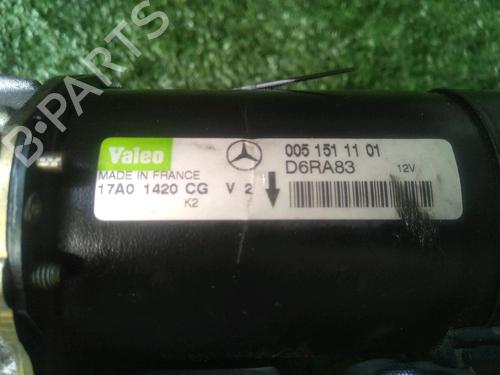 B-PARTS
Valeo
005 151 11 01
MADE IN FRANCE
D6RA83 12V
17A0 1420 CG V 2
K2